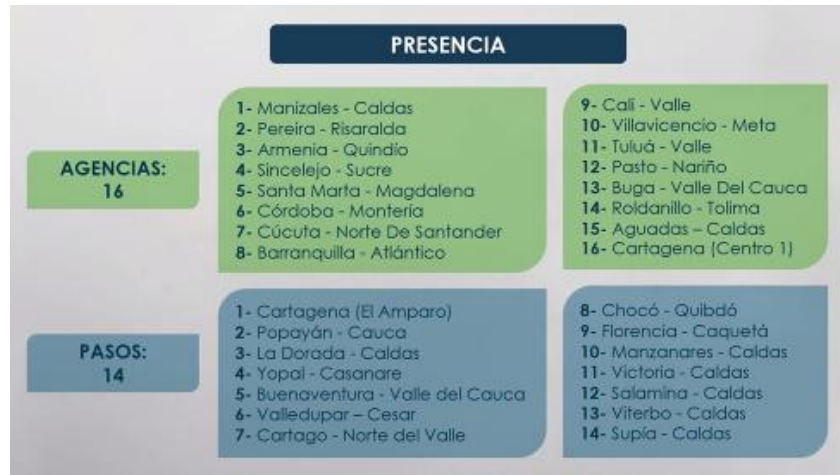 PRESENCIA
AGENCIAS:
16
1- Manizales - Caldas
2- Pereira - Risaralda
3- Armenia - Quindío
4- Sincelejo - Sucre
5- Santa Marta - Magdalena
6- Córdoba - Montería
7- Cúcuta - Norte De Santander
8- Barranquilla - Atlántico
9- Cali - Valle
10- Villavicencio - Meta
11- Tuluá - Valle
12- Pasto - Nariño
13- Buga - Valle Del Cauca
14- Roldanillo - Tolima
15- Aguadas – Caldas
16- Cartagena (Centro 1)
PASOS:
14
1- Cartagena (El Amparo)
2- Popayán - Cauca
3- La Dorada - Caldas
4- Yopal - Casanare
5- Buenaventura - Valle del Cauca
6- Valledupar – Cesar
7- Cartago - Norte del Valle
8- Chocó - Quibdó
9- Florencia - Caquetá
10- Manzanares - Caldas
11- Victoria - Caldas
12- Salamina - Caldas
13- Viterbo - Caldas
14- Supía - Caldas